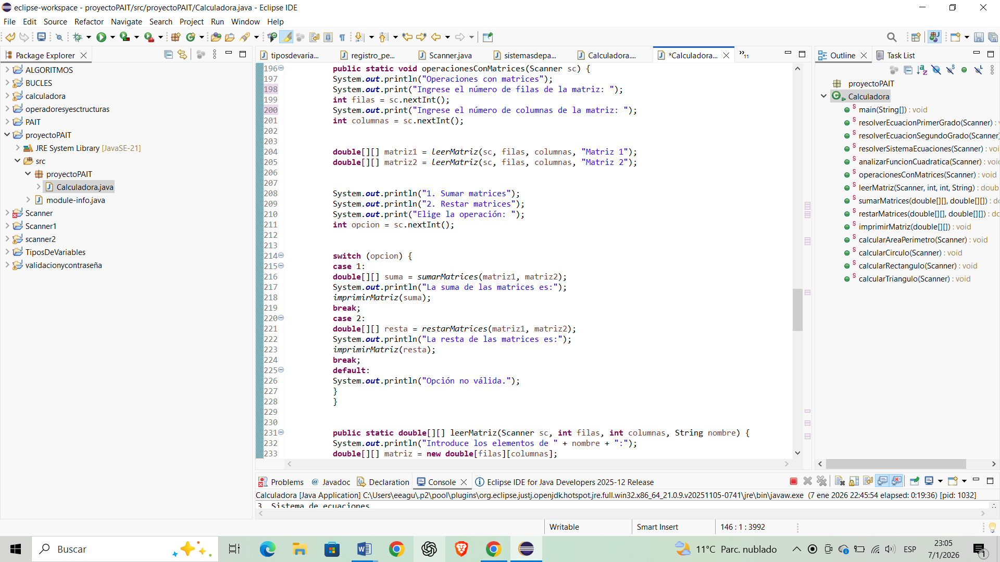 eclipse-workspace - proyectoPAIT/src/proyectoPAIT/Calculadora.java - Eclipse IDE
File Edit Source Refactor Navigate Search Project Run Window Help
Package Explorer
ALGORITMOS
BUCLES
calculadora
operadoresyesctructuras
PAIT
proyectoPAIT
JRE System Library [JavaSE-21]
src
proyectoPAIT
Calculadora.java
module-info.java
Scanner
Scanner1
scanner2
TiposDeVariables
validacionycontraseña
tiposdevaria... registro_pe... Scanner.java sistemasdepa... Calculadora.... *Calculadora... »11
196 public static void operacionesConMatrices(Scanner sc) {
197 System.out.println("Operaciones con matrices");
198 System.out.print("Ingrese el número de filas de la matriz: ");
199 int filas = sc.nextInt();
200 System.out.print("Ingrese el número de columnas de la matriz: ");
201 int columnas = sc.nextInt();
202
203
204 double[][] matriz1 = leerMatriz(sc, filas, columnas, "Matriz 1");
205 double[][] matriz2 = leerMatriz(sc, filas, columnas, "Matriz 2");
206
207
208 System.out.println("1. Sumar matrices");
209 System.out.println("2. Restar matrices");
210 System.out.print("Elige la operación: ");
211 int opcion = sc.nextInt();
212
213
214 switch (opcion) {
215 case 1:
216 double[][] suma = sumarMatrices(matriz1, matriz2);
217 System.out.println("La suma de las matrices es:");
218 imprimirMatriz(suma);
219 break;
220 case 2:
221 double[][] resta = restarMatrices(matriz1, matriz2);
222 System.out.println("La resta de las matrices es:");
223 imprimirMatriz(resta);
224 break;
225 default:
226 System.out.println("Opción no válida.");
227 }
228 }
229
230
231 public static double[][] leerMatriz(Scanner sc, int filas, int columnas, String nombre) {
232 System.out.println("Introduce los elementos de " + nombre + ":");
233 double[][] matriz = new double[filas][columnas];
Outline Task List
proyectoPAIT
Calculadora
main(String[]) : void
resolverEcuacionPrimerGrado(Scanner) : v
resolverEcuacionSegundoGrado(Scanner)
resolverSistemaEcuaciones(Scanner) : voi
analizarFuncionCuadratica(Scanner) : voi
operacionesConMatrices(Scanner) : void
leerMatriz(Scanner, int, int, String) : doub
sumarMatrices(double[][], double[][]) : d
restarMatrices(double[][], double[][]) : do
imprimirMatriz(double[][]) : void
calcularAreaPerimetro(Scanner) : void
calcularCirculo(Scanner) : void
calcularRectangulo(Scanner) : void
calcularTriangulo(Scanner) : void
Problems Javadoc Declaration Console Eclipse IDE for Java Developers 2025-12 Release
Calculadora [Java Application] C:\Users\eeagu\.p2\pool\plugins\org.eclipse.justj.openjdk.hotspot.jre.full.win32.x86_64_21.0.9.v20251105-0741\jre\bin\javaw.exe (7 ene 2026 22:45:54 elapsed: 0:19:36) [pid: 1032]
3. Sistema de ecuaciones
Writable Smart Insert 146 : 1 : 3992
Buscar 11°C Parc. nublado ESP 23:05
7/1/2026 1